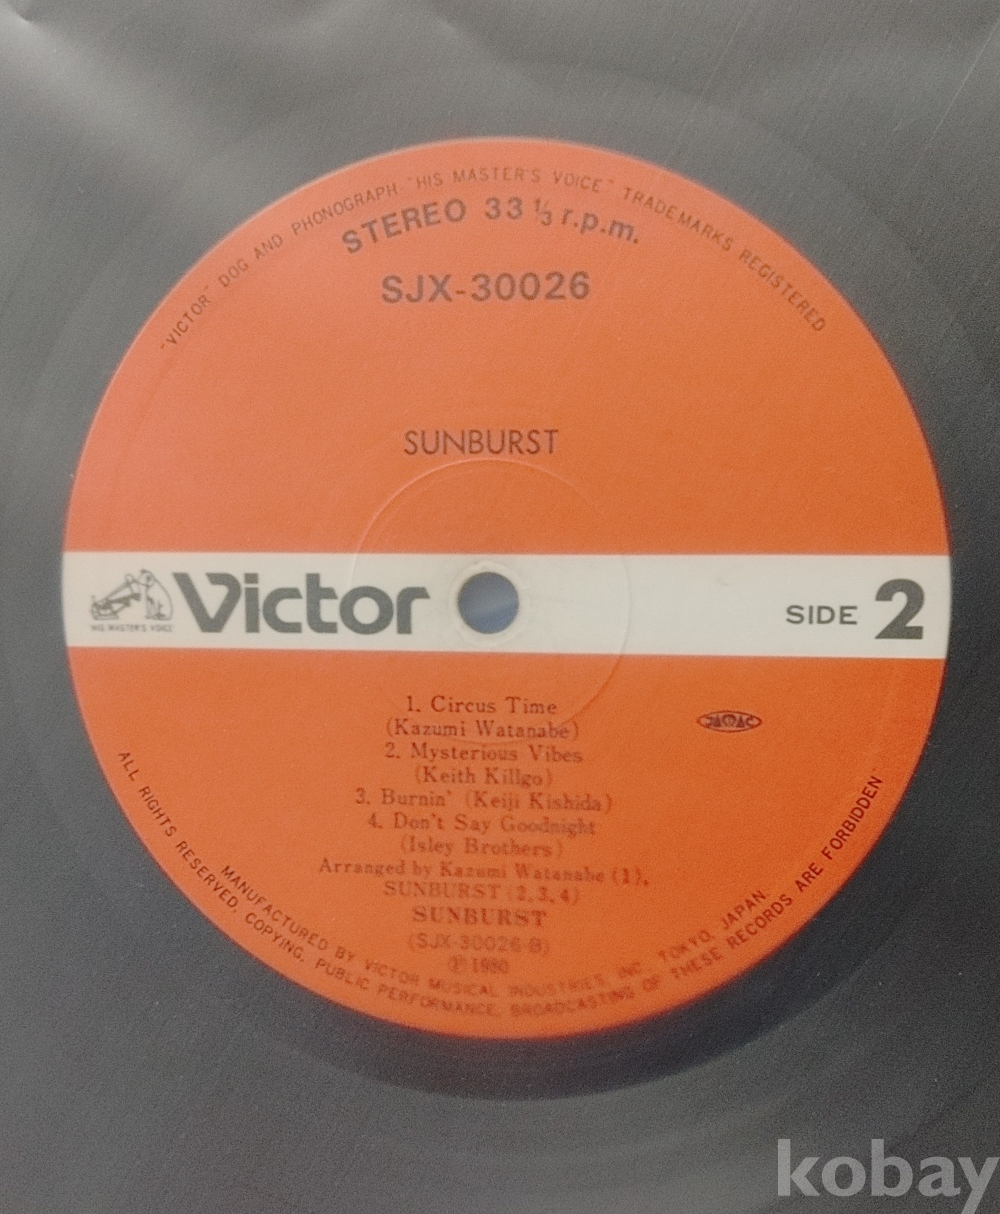 "VICTOR" DOG AND PHONOGRAPH-"HIS MASTER'S VOICE" TRADEMARKS REGISTERED
STEREO 33 1/3 r.p.m.
SJX-30026
SUNBURST
HIS MASTER'S VOICE
Victor
SIDE 2
1. Circus Time
(Kazumi Watanabe)
2. Mysterious Vibes
(Keith Killgo)
3. Burnin' (Keiji Kishida)
4. Don't Say Goodnight
(Isley Brothers)
Arranged by Kazumi Watanabe (1),
SUNBURST (2,3,4)
SUNBURST
(SJX-30026-B)
Ⓟ 1980
JASRAC
MANUFACTURED BY VICTOR MUSICAL INDUSTRIES, INC. TOKYO, JAPAN.
ALL RIGHTS RESERVED. COPYING, PUBLIC PERFORMANCE, BROADCASTING OF THESE RECORDS ARE FORBIDDEN
kobay